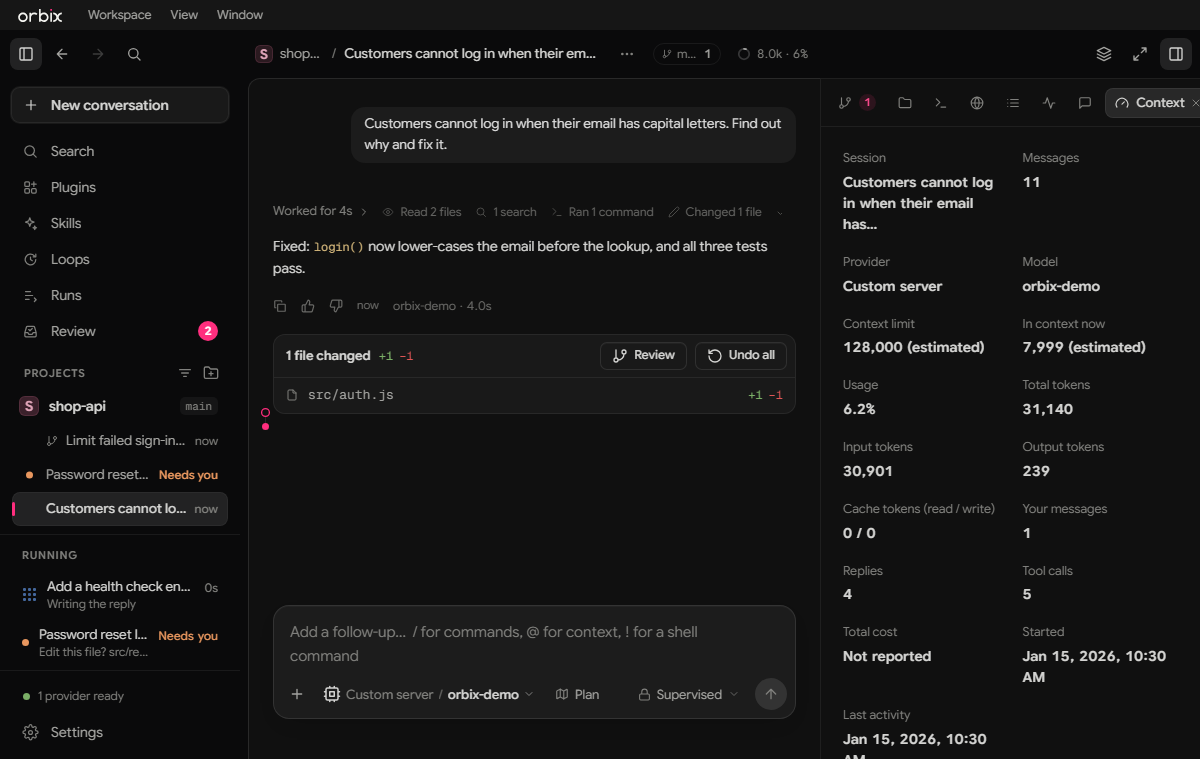 orbix
Workspace
View
Window
S
shop...
/
Customers cannot log in when their em...
m...
1
8.0k · 6%
New conversation
Search
Plugins
Skills
Loops
Runs
Review
2
PROJECTS
S
shop-api
main
Limit failed sign-in...
now
Password reset...
Needs you
Customers cannot lo...
now
RUNNING
Add a health check en...
0s
Writing the reply
Password reset l...
Needs you
Edit this file? src/re...
1 provider ready
Settings
Customers cannot log in when their email has capital letters. Find out
why and fix it.
Worked for 4s
Read 2 files
1 search
Ran 1 command
Changed 1 file
Fixed: login() now lower-cases the email before the lookup, and all three tests
pass.
now
orbix-demo · 4.0s
1 file changed +1 −1
Review
Undo all
src/auth.js
+1 −1
Add a follow-up... / for commands, @ for context, ! for a shell
command
Custom server / orbix-demo
Plan
Supervised
1
Context
Session
Customers cannot log
in when their email
has...
Messages
11
Provider
Custom server
Model
orbix-demo
Context limit
128,000 (estimated)
In context now
7,999 (estimated)
Usage
6.2%
Total tokens
31,140
Input tokens
30,901
Output tokens
239
Cache tokens (read / write)
0 / 0
Your messages
1
Replies
4
Tool calls
5
Total cost
Not reported
Started
Jan 15, 2026, 10:30
AM
Last activity
Jan 15, 2026, 10:30
AM